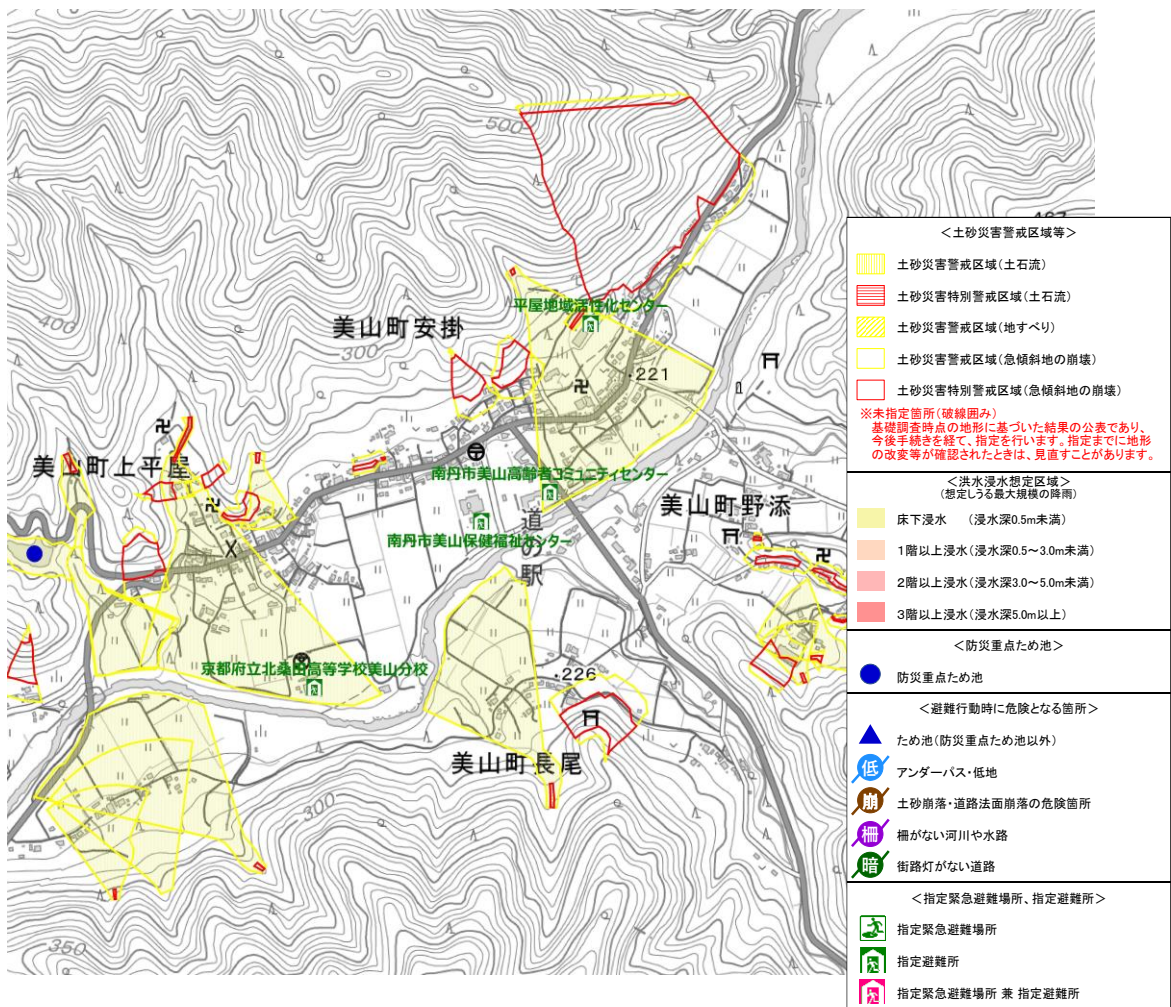 500
467
平屋地域活性化センター
美山町安掛
400
300
・221
美山町上平屋
南丹市美山高齢者コミュニティセンター
美山町野添
道の駅
南丹市美山保健福祉センター
京都府立北桑田高等学校美山分校
・226
美山町長尾
300
350
＜土砂災害警戒区域等＞
土砂災害警戒区域（土石流）
土砂災害特別警戒区域（土石流）
土砂災害警戒区域（地すべり）
土砂災害警戒区域（急傾斜地の崩壊）
土砂災害特別警戒区域（急傾斜地の崩壊）
※未指定箇所（破線囲み）
基礎調査時点の地形に基づいた結果の公表であり、
今後手続きを経て、指定を行います。指定までに地形
の改変等が確認されたときは、見直すことがあります。
＜洪水浸水想定区域＞
（想定しうる最大規模の降雨）
床下浸水　（浸水深0.5m未満）
1階以上浸水（浸水深0.5～3.0m未満）
2階以上浸水（浸水深3.0～5.0m未満）
3階以上浸水（浸水深5.0m以上）
＜防災重点ため池＞
防災重点ため池
＜避難行動時に危険となる箇所＞
ため池（防災重点ため池以外）
低 アンダーパス・低地
崩 土砂崩落・道路法面崩落の危険箇所
柵 柵がない河川や水路
暗 街路灯がない道路
＜指定緊急避難場所、指定避難所＞
指定緊急避難場所
指定避難所
指定緊急避難場所 兼 指定避難所